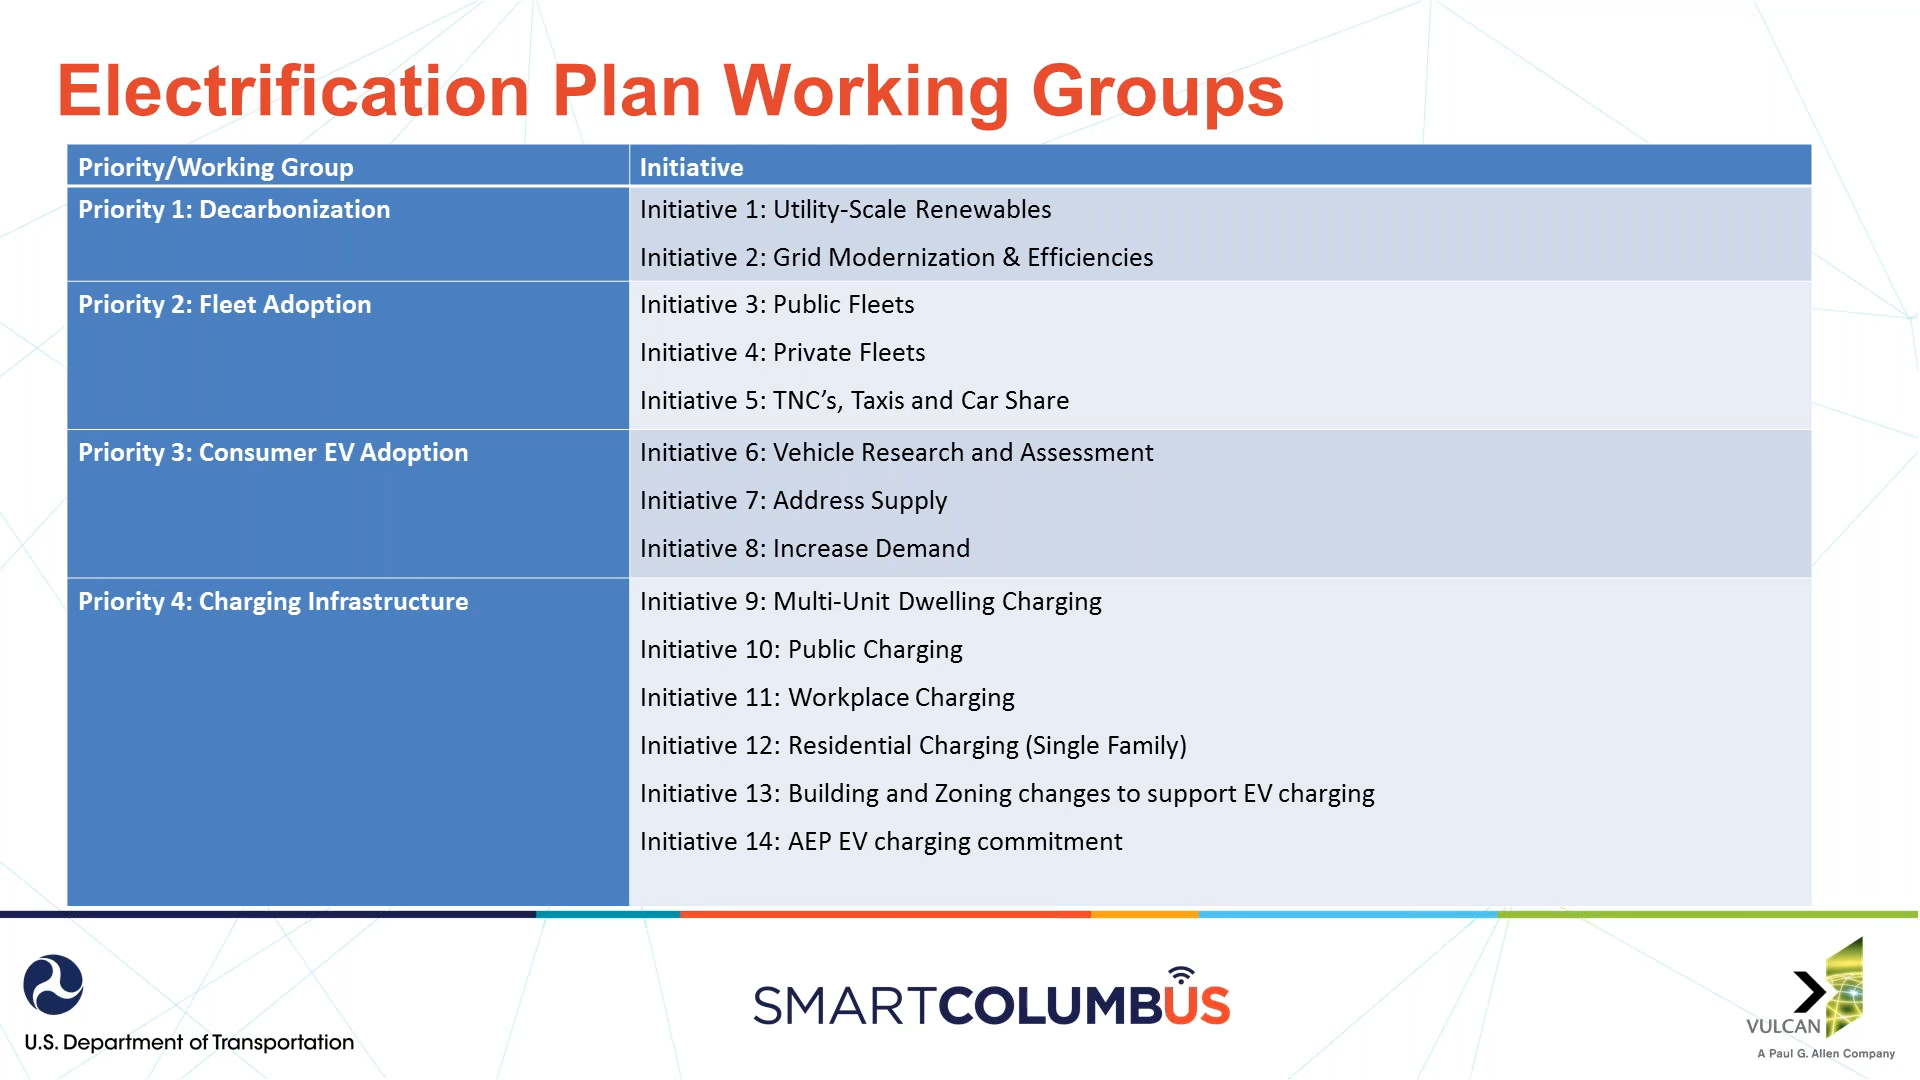 Electrification Plan Working Groups
Priority/Working Group
Initiative
Priority 1: Decarbonization
Initiative 1: Utility-Scale Renewables
Initiative 2: Grid Modernization & Efficiencies
Priority 2: Fleet Adoption
Initiative 3: Public Fleets
Initiative 4: Private Fleets
Initiative 5: TNC’s, Taxis and Car Share
Priority 3: Consumer EV Adoption
Initiative 6: Vehicle Research and Assessment
Initiative 7: Address Supply
Initiative 8: Increase Demand
Priority 4: Charging Infrastructure
Initiative 9: Multi-Unit Dwelling Charging
Initiative 10: Public Charging
Initiative 11: Workplace Charging
Initiative 12: Residential Charging (Single Family)
Initiative 13: Building and Zoning changes to support EV charging
Initiative 14: AEP EV charging commitment
U.S. Department of Transportation
SMARTCOLUMBUS
VULCAN
A Paul G. Allen Company